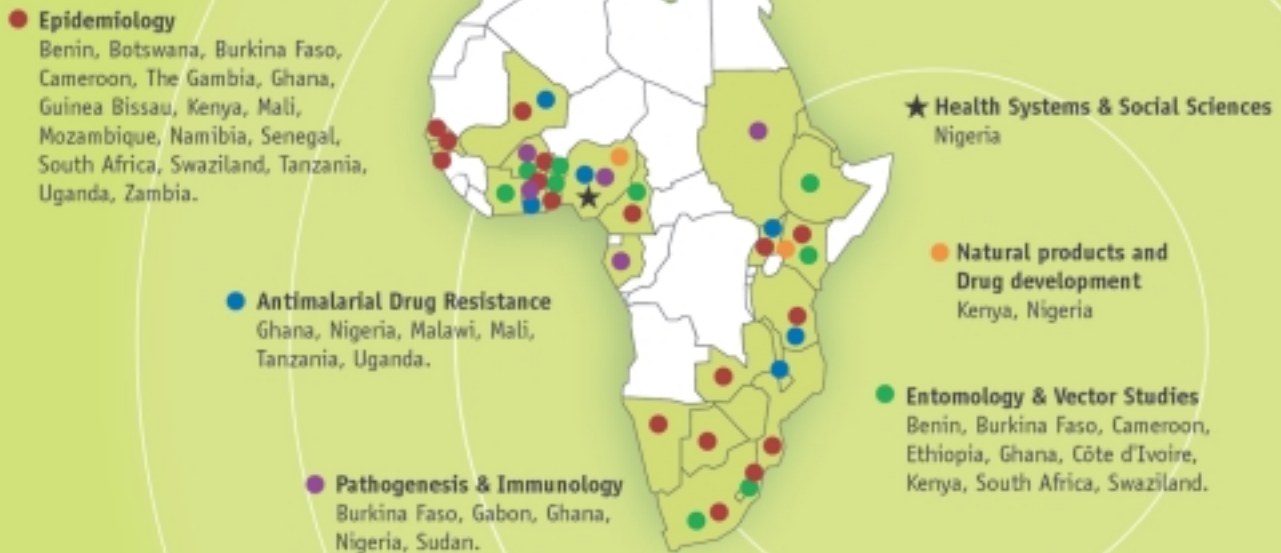 Epidemiology
Benin, Botswana, Burkina Faso,
Cameroon, The Gambia, Ghana,
Guinea Bissau, Kenya, Mali,
Mozambique, Namibia, Senegal,
South Africa, Swaziland, Tanzania,
Uganda, Zambia.
Health Systems & Social Sciences
Nigeria
Natural products and
Drug development
Kenya, Nigeria
Antimalarial Drug Resistance
Ghana, Nigeria, Malawi, Mali,
Tanzania, Uganda.
Entomology & Vector Studies
Benin, Burkina Faso, Cameroon,
Ethiopia, Ghana, Côte d'Ivoire,
Kenya, South Africa, Swaziland.
Pathogenesis & Immunology
Burkina Faso, Gabon, Ghana,
Nigeria, Sudan.